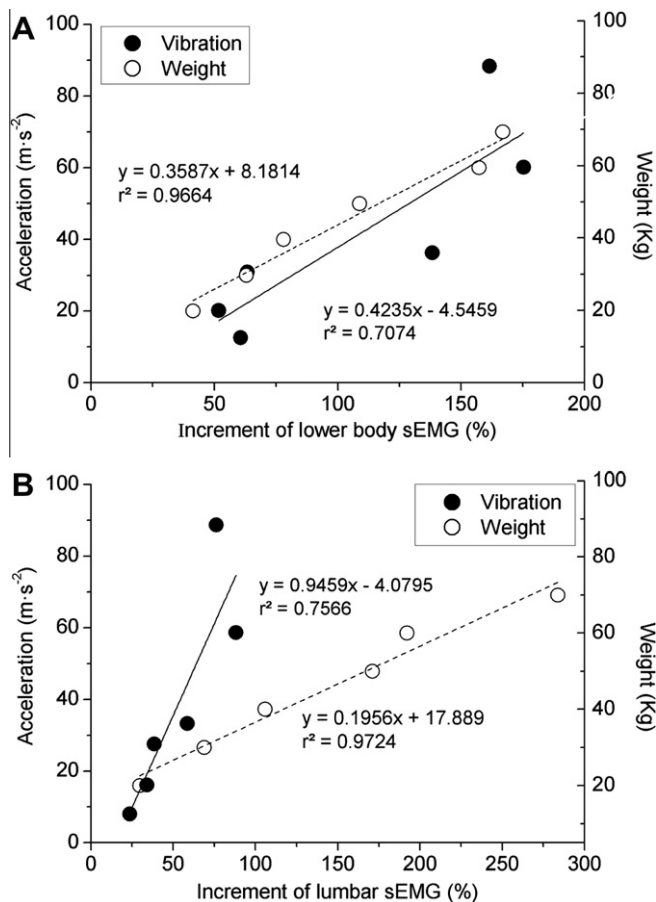 A
Vibration
Weight
y = 0.3587x + 8.1814
r² = 0.9664
y = 0.4235x - 4.5459
r² = 0.7074
100
80
60
40
20
0
Acceleration (m·s⁻²)
100
80
60
40
20
0
Weight (Kg)
0 50 100 150 200
Increment of lower body sEMG (%)
B
Vibration
Weight
y = 0.9459x - 4.0795
r² = 0.7566
y = 0.1956x + 17.889
r² = 0.9724
100
80
60
40
20
0
Acceleration (m·s⁻²)
100
80
60
40
20
Weight (Kg)
0 50 100 150 200 250 300
Increment of lumbar sEMG (%)